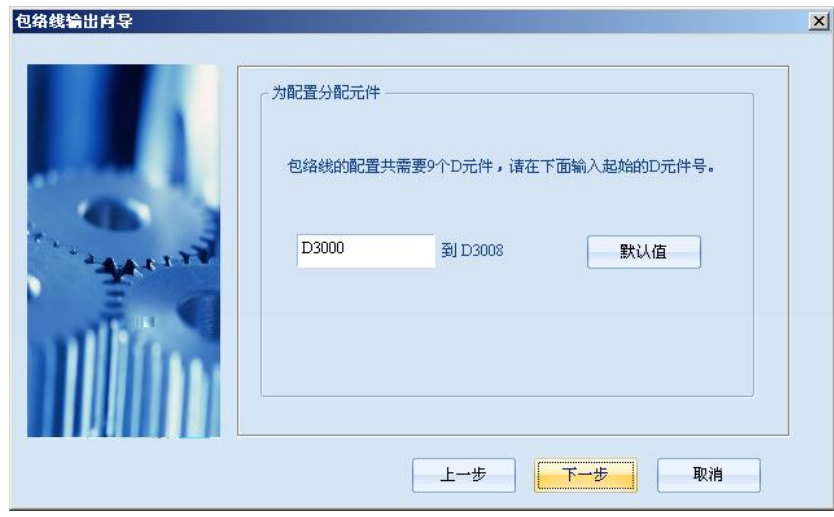 包络线输出向导
为配置分配元件
包络线的配置共需要9个D元件，请在下面输入起始的D元件号。
D3000 到 D3008 默认值
上一步 下一步 取消